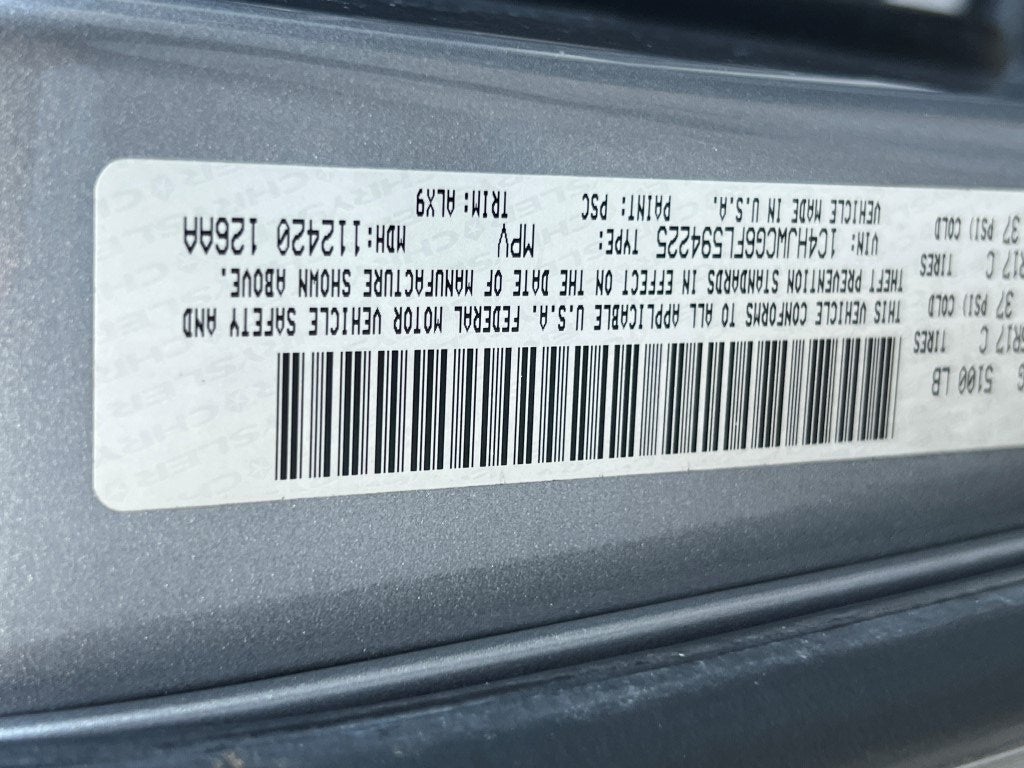 5100 LB
5R17 C TIRES
37 PSI) COLD
R17 C TIRES
37 PSI) COLD
THIS VEHICLE CONFORMS TO ALL APPLICABLE U.S.A. FEDERAL MOTOR VEHICLE SAFETY AND
THEFT PREVENTION STANDARDS IN EFFECT ON THE DATE OF MANUFACTURE SHOWN ABOVE.
VIN: 1C4HJWCG6FL594225 TYPE: MPV MDH:112420 126AA
VEHICLE MADE IN U.S.A. PAINT: PSC TRIM:ALX9